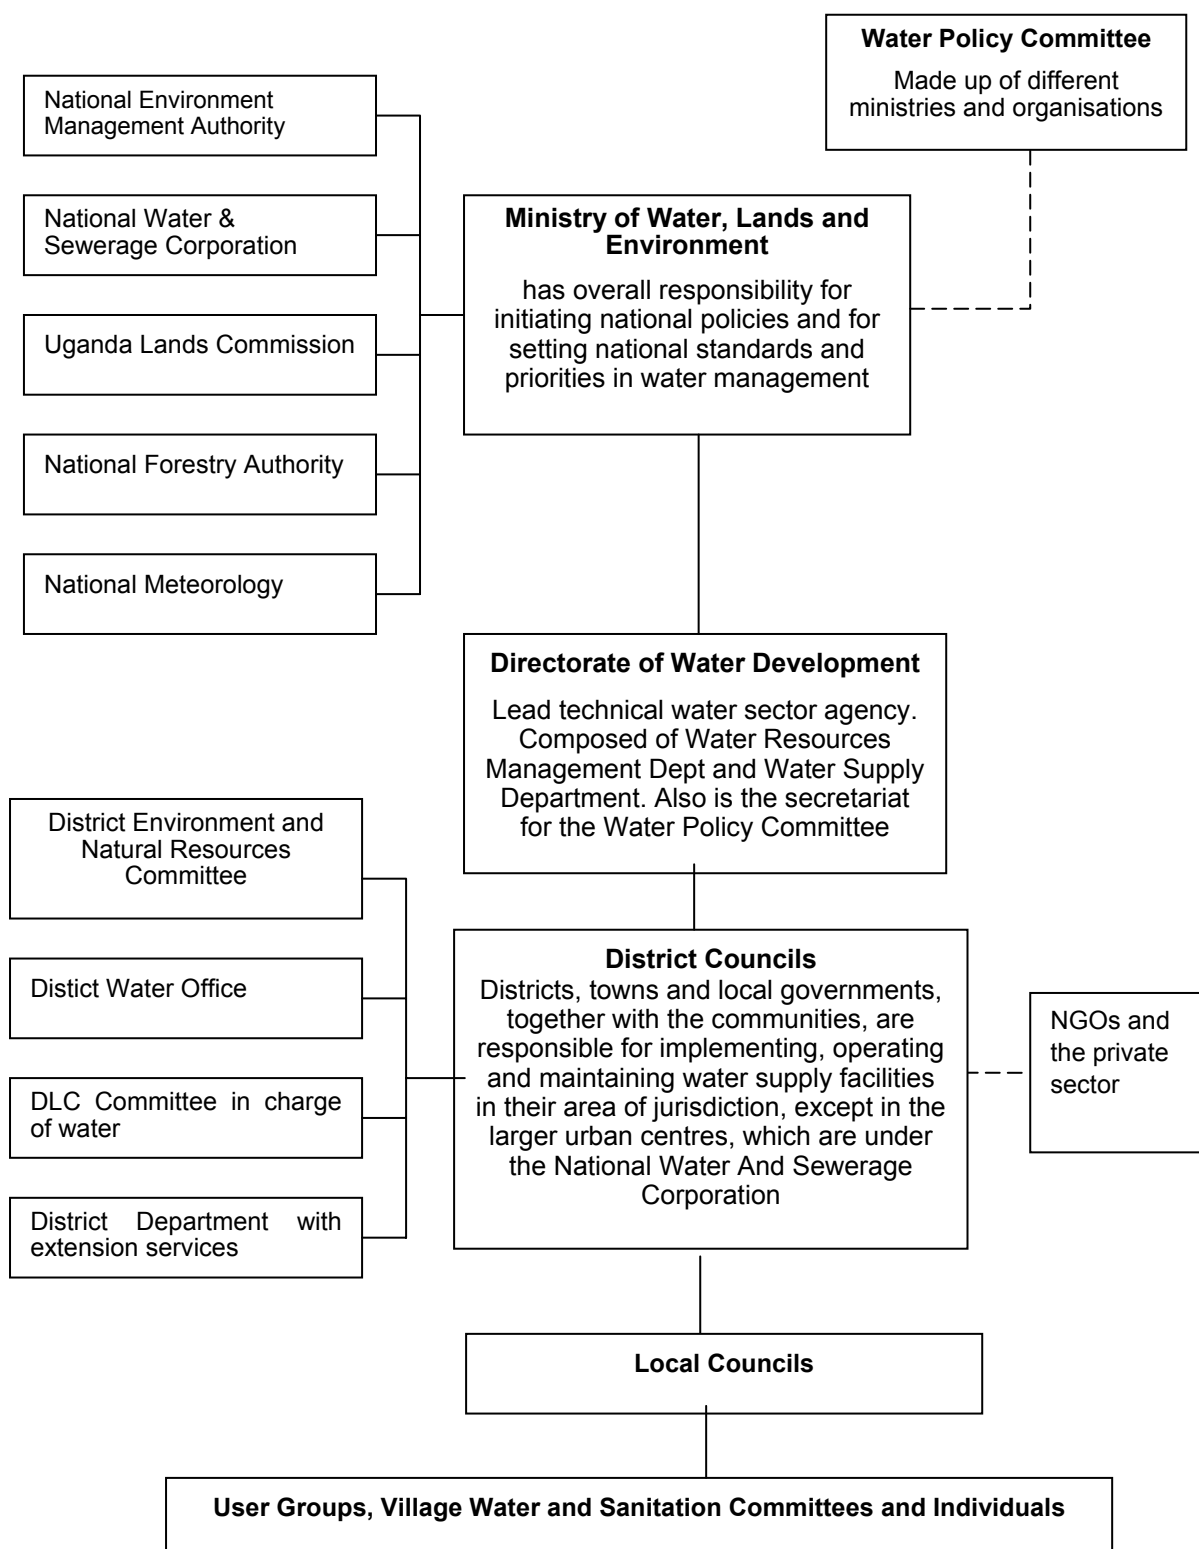 Water Policy Committee
Made up of different
ministries and organisations
National Environment
Management Authority
National Water &
Sewerage Corporation
Uganda Lands Commission
National Forestry Authority
National Meteorology
Ministry of Water, Lands and
Environment
has overall responsibility for
initiating national policies and for
setting national standards and
priorities in water management
Directorate of Water Development
Lead technical water sector agency.
Composed of Water Resources
Management Dept and Water Supply
Department. Also is the secretariat
for the Water Policy Committee
District Environment and
Natural Resources
Committee
Distict Water Office
DLC Committee in charge
of water
District Department with
extension services
District Councils
Districts, towns and local governments,
together with the communities, are
responsible for implementing, operating
and maintaining water supply facilities
in their area of jurisdiction, except in the
larger urban centres, which are under
the National Water And Sewerage
Corporation
NGOs and
the private
sector
Local Councils
User Groups, Village Water and Sanitation Committees and Individuals